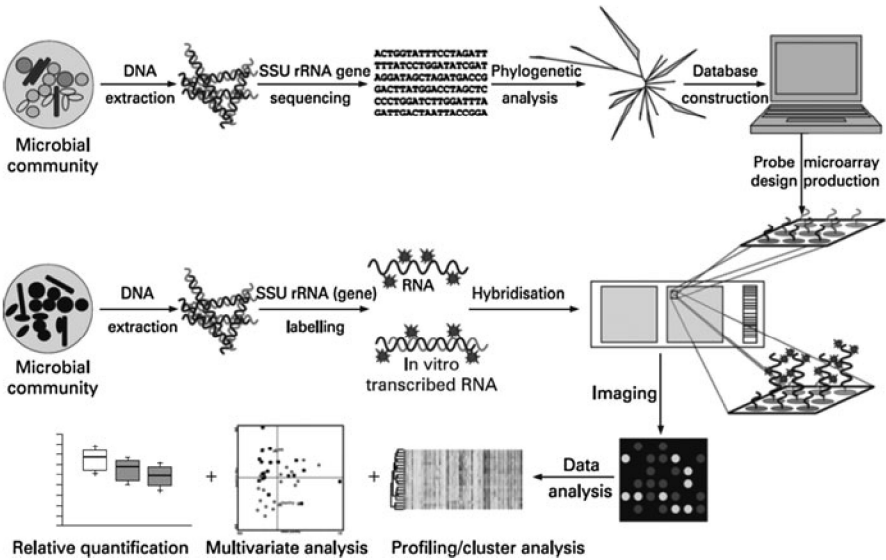 DNA
extraction
SSU rRNA gene
sequencing
ACTGGTATTTCCTAGATT
TTTATCCTGGATATCGAT
AGGATAGCTAGATGACCG
GACTTATGGACCTAGCTC
CCCTGGATCTTGGATTTA
GATTGACTAATTACCGGA
Phylogenetic
analysis
Database
construction
Microbial
community
Probe microarray
design production
DNA
extraction
SSU rRNA (gene)
labelling
RNA
Hybridisation
In vitro
transcribed RNA
Microbial
community
Imaging
Data
analysis
+
+
Relative quantification
Multivariate analysis
Profiling/cluster analysis